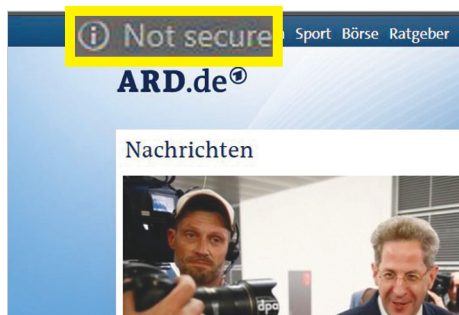 Not secure
Sport Börse Ratgeber
ARD.de
Nachrichten
dpa